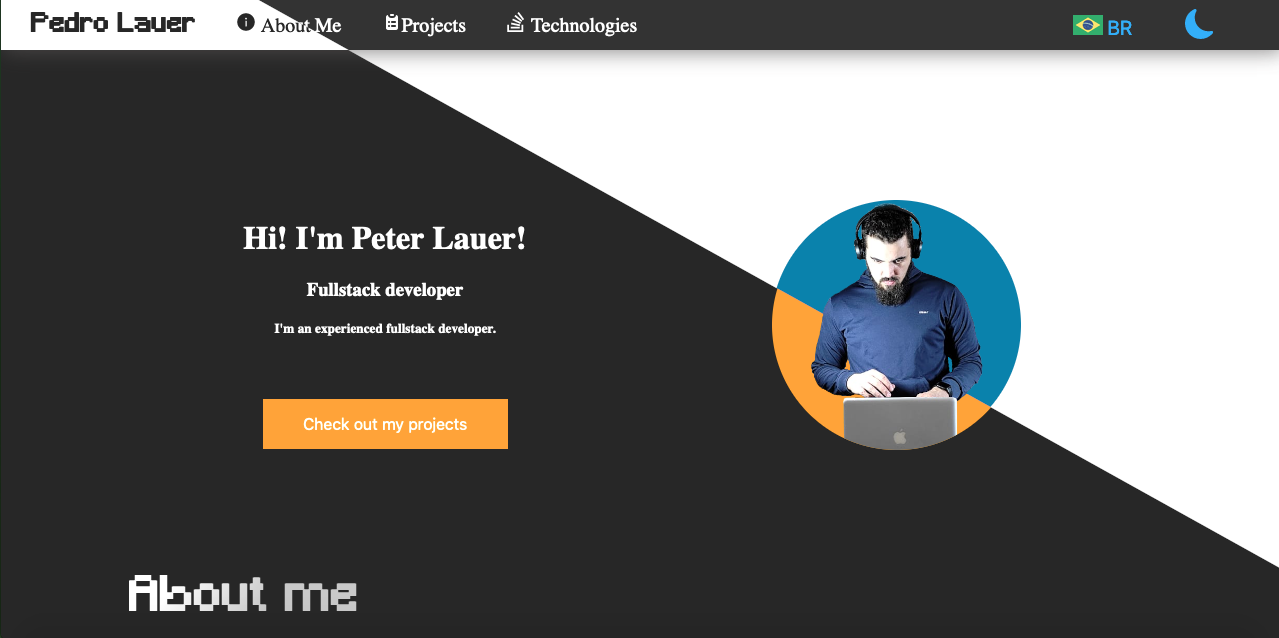 Pedro Lauer
About Me
Projects
Technologies
BR
Hi! I'm Peter Lauer!
Fullstack developer
I'm an experienced fullstack developer.
Check out my projects
About me